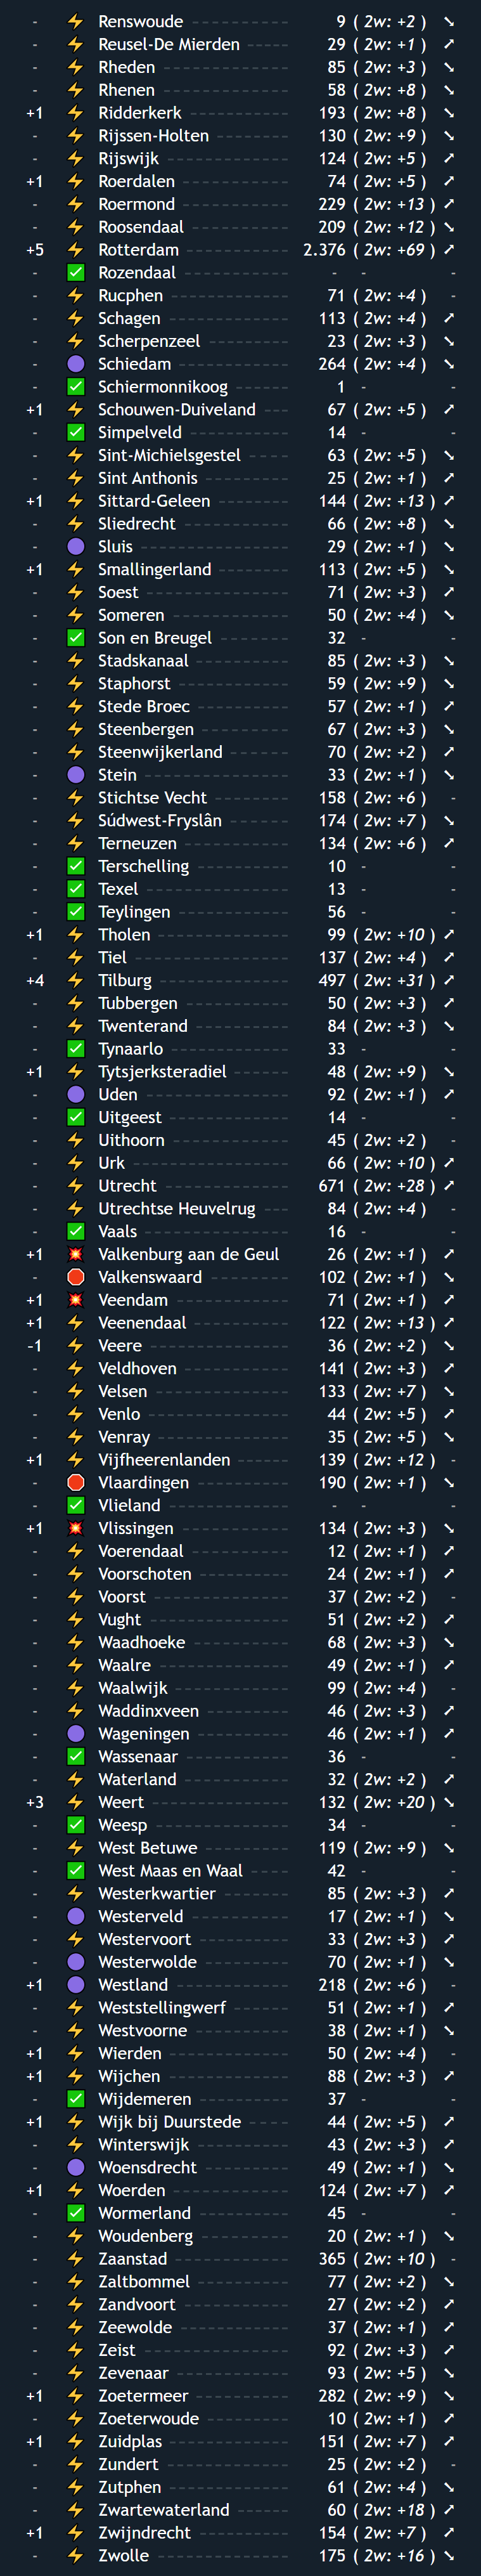 - ⚡ Renswoude ------------ 9 ( 2w: +2 ) ↘
- ⚡ Reusel-De Mierden ------ 29 ( 2w: +1 ) ↗
- ⚡ Rheden --------------- 85 ( 2w: +3 ) ↘
- ⚡ Rhenen --------------- 58 ( 2w: +8 ) ↘
+1 ⚡ Ridderkerk ------------ 193 ( 2w: +8 ) ↘
- ⚡ Rijssen-Holten --------- 130 ( 2w: +9 ) ↘
- ⚡ Rijswijk --------------- 124 ( 2w: +5 ) ↗
+1 ⚡ Roerdalen ------------- 74 ( 2w: +5 ) ↗
- ⚡ Roermond ------------- 229 ( 2w: +13 ) ↗
- ⚡ Roosendaal ------------ 209 ( 2w: +12 ) ↘
+5 ⚡ Rotterdam ------------ 2.376 ( 2w: +69 ) ↗
- ✅ Rozendaal ------------- - - -
- ⚡ Rucphen -------------- 71 ( 2w: +4 ) -
- ⚡ Schagen -------------- 113 ( 2w: +4 ) ↗
- ⚡ Scherpenzeel ---------- 23 ( 2w: +3 ) ↘
- 🟣 Schiedam ------------- 264 ( 2w: +4 ) ↘
- ✅ Schiermonnikoog ------- 1 - -
+1 ⚡ Schouwen-Duiveland ---- 67 ( 2w: +5 ) ↗
- ✅ Simpelveld ------------ 14 - -
- ⚡ Sint-Michielsgestel ----- 63 ( 2w: +5 ) ↘
- ⚡ Sint Anthonis ---------- 25 ( 2w: +1 ) ↗
+1 ⚡ Sittard-Geleen --------- 144 ( 2w: +13 ) ↗
- ⚡ Sliedrecht ------------- 66 ( 2w: +8 ) ↘
- 🟣 Sluis ----------------- 29 ( 2w: +1 ) ↘
+1 ⚡ Smallingerland --------- 113 ( 2w: +5 ) ↘
- ⚡ Soest ----------------- 71 ( 2w: +3 ) ↗
- ⚡ Someren -------------- 50 ( 2w: +4 ) ↘
- ✅ Son en Breugel --------- 32 - -
- ⚡ Stadskanaal ----------- 85 ( 2w: +3 ) ↘
- ⚡ Staphorst ------------- 59 ( 2w: +9 ) ↘
- ⚡ Stede Broec ----------- 57 ( 2w: +1 ) ↗
- ⚡ Steenbergen ----------- 67 ( 2w: +3 ) ↘
- ⚡ Steenwijkerland -------- 70 ( 2w: +2 ) ↗
- 🟣 Stein ----------------- 33 ( 2w: +1 ) ↘
- ⚡ Stichtse Vecht --------- 158 ( 2w: +6 ) -
- ⚡ Súdwest-Fryslân -------- 174 ( 2w: +7 ) ↘
- ⚡ Terneuzen ------------- 134 ( 2w: +6 ) ↗
- ✅ Terschelling ----------- 10 - -
- ✅ Texel ----------------- 13 - -
- ✅ Teylingen ------------- 56 - -
+1 ⚡ Tholen --------------- 99 ( 2w: +10 ) ↗
- ⚡ Tiel ------------------ 137 ( 2w: +4 ) ↗
+4 ⚡ Tilburg --------------- 497 ( 2w: +31 ) ↗
- ⚡ Tubbergen ------------ 50 ( 2w: +3 ) ↗
- ⚡ Twenterand ----------- 84 ( 2w: +3 ) ↘
- ✅ Tynaarlo -------------- 33 - -
+1 ⚡ Tytsjerksteradiel ------- 48 ( 2w: +9 ) ↘
- 🟣 Uden ----------------- 92 ( 2w: +1 ) ↗
- ✅ Uitgeest -------------- 14 - -
- ⚡ Uithoorn -------------- 45 ( 2w: +2 ) -
- ⚡ Urk ------------------ 66 ( 2w: +10 ) ↗
- ⚡ Utrecht --------------- 671 ( 2w: +28 ) ↗
- ⚡ Utrechtse Heuvelrug ---- 84 ( 2w: +4 ) -
- ✅ Vaals ----------------- 16 - -
+1 💥 Valkenburg aan de Geul 26 ( 2w: +1 ) ↗
- 🛑 Valkenswaard ---------- 102 ( 2w: +1 ) ↘
+1 💥 Veendam ------------- 71 ( 2w: +1 ) ↗
+1 ⚡ Veenendaal ----------- 122 ( 2w: +13 ) ↗
-1 ⚡ Veere ---------------- 36 ( 2w: +2 ) ↘
- ⚡ Veldhoven ------------ 141 ( 2w: +3 ) ↗
- ⚡ Velsen ---------------- 133 ( 2w: +7 ) ↘
- ⚡ Venlo ----------------- 44 ( 2w: +5 ) ↗
- ⚡ Venray --------------- 35 ( 2w: +5 ) ↘
+1 ⚡ Vijfheerenlanden ------- 139 ( 2w: +12 ) -
- 🛑 Vlaardingen ----------- 190 ( 2w: +1 ) ↘
- ✅ Vlieland --------------- - - -
+1 💥 Vlissingen ------------- 134 ( 2w: +3 ) ↘
- ⚡ Voerendaal ------------ 12 ( 2w: +1 ) ↗
- ⚡ Voorschoten ----------- 24 ( 2w: +1 ) ↗
- ⚡ Voorst ---------------- 37 ( 2w: +2 ) -
- ⚡ Vught ---------------- 51 ( 2w: +2 ) ↗
- ⚡ Waadhoeke ------------ 68 ( 2w: +3 ) ↘
- ⚡ Waalre --------------- 49 ( 2w: +1 ) ↗
- ⚡ Waalwijk ------------- 99 ( 2w: +4 ) -
- ⚡ Waddinxveen ---------- 46 ( 2w: +3 ) ↗
- 🟣 Wageningen ----------- 46 ( 2w: +1 ) ↗
- ✅ Wassenaar ------------ 36 - -
- ⚡ Waterland ------------- 32 ( 2w: +2 ) ↗
+3 ⚡ Weert ---------------- 132 ( 2w: +20 ) ↘
- ✅ Weesp --------------- 34 - -
- ⚡ West Betuwe ---------- 119 ( 2w: +9 ) ↘
- ✅ West Maas en Waal ----- 42 - -
- ⚡ Westerkwartier -------- 85 ( 2w: +3 ) ↗
- 🟣 Westerveld ------------ 17 ( 2w: +1 ) ↘
- ⚡ Westervoort ----------- 33 ( 2w: +3 ) ↗
- 🟣 Westerwolde ---------- 70 ( 2w: +1 ) ↘
+1 🟣 Westland ------------- 218 ( 2w: +6 ) -
- ⚡ Weststellingwerf ------- 51 ( 2w: +1 ) ↗
- ⚡ Westvoorne ----------- 38 ( 2w: +1 ) ↘
+1 ⚡ Wierden -------------- 50 ( 2w: +4 ) -
+1 ⚡ Wijchen -------------- 88 ( 2w: +3 ) ↗
- ✅ Wijdemeren ----------- 37 - -
+1 ⚡ Wijk bij Duurstede ---- 44 ( 2w: +5 ) ↗
- ⚡ Winterswijk ----------- 43 ( 2w: +3 ) ↗
- 🟣 Woensdrecht ---------- 49 ( 2w: +1 ) ↘
+1 ⚡ Woerden ------------- 124 ( 2w: +7 ) ↗
- ✅ Wormerland ----------- 45 - -
- ⚡ Woudenberg ---------- 20 ( 2w: +1 ) ↘
- ⚡ Zaanstad ------------- 365 ( 2w: +10 ) -
- ⚡ Zaltbommel ----------- 77 ( 2w: +2 ) ↘
- ⚡ Zandvoort ------------ 27 ( 2w: +2 ) ↗
- ⚡ Zeewolde ------------- 37 ( 2w: +1 ) ↗
- ⚡ Zeist ----------------- 92 ( 2w: +3 ) ↗
- ⚡ Zevenaar ------------- 93 ( 2w: +5 ) ↘
+1 ⚡ Zoetermeer ----------- 282 ( 2w: +9 ) ↘
- ⚡ Zoeterwoude ---------- 10 ( 2w: +1 ) ↗
+1 ⚡ Zuidplas -------------- 151 ( 2w: +7 ) ↗
- ⚡ Zundert -------------- 25 ( 2w: +2 ) -
- ⚡ Zutphen -------------- 61 ( 2w: +4 ) ↘
- ⚡ Zwartewaterland ------- 60 ( 2w: +18 ) ↗
+1 ⚡ Zwijndrecht ----------- 154 ( 2w: +7 ) ↗
- ⚡ Zwolle ---------------- 175 ( 2w: +16 ) ↘